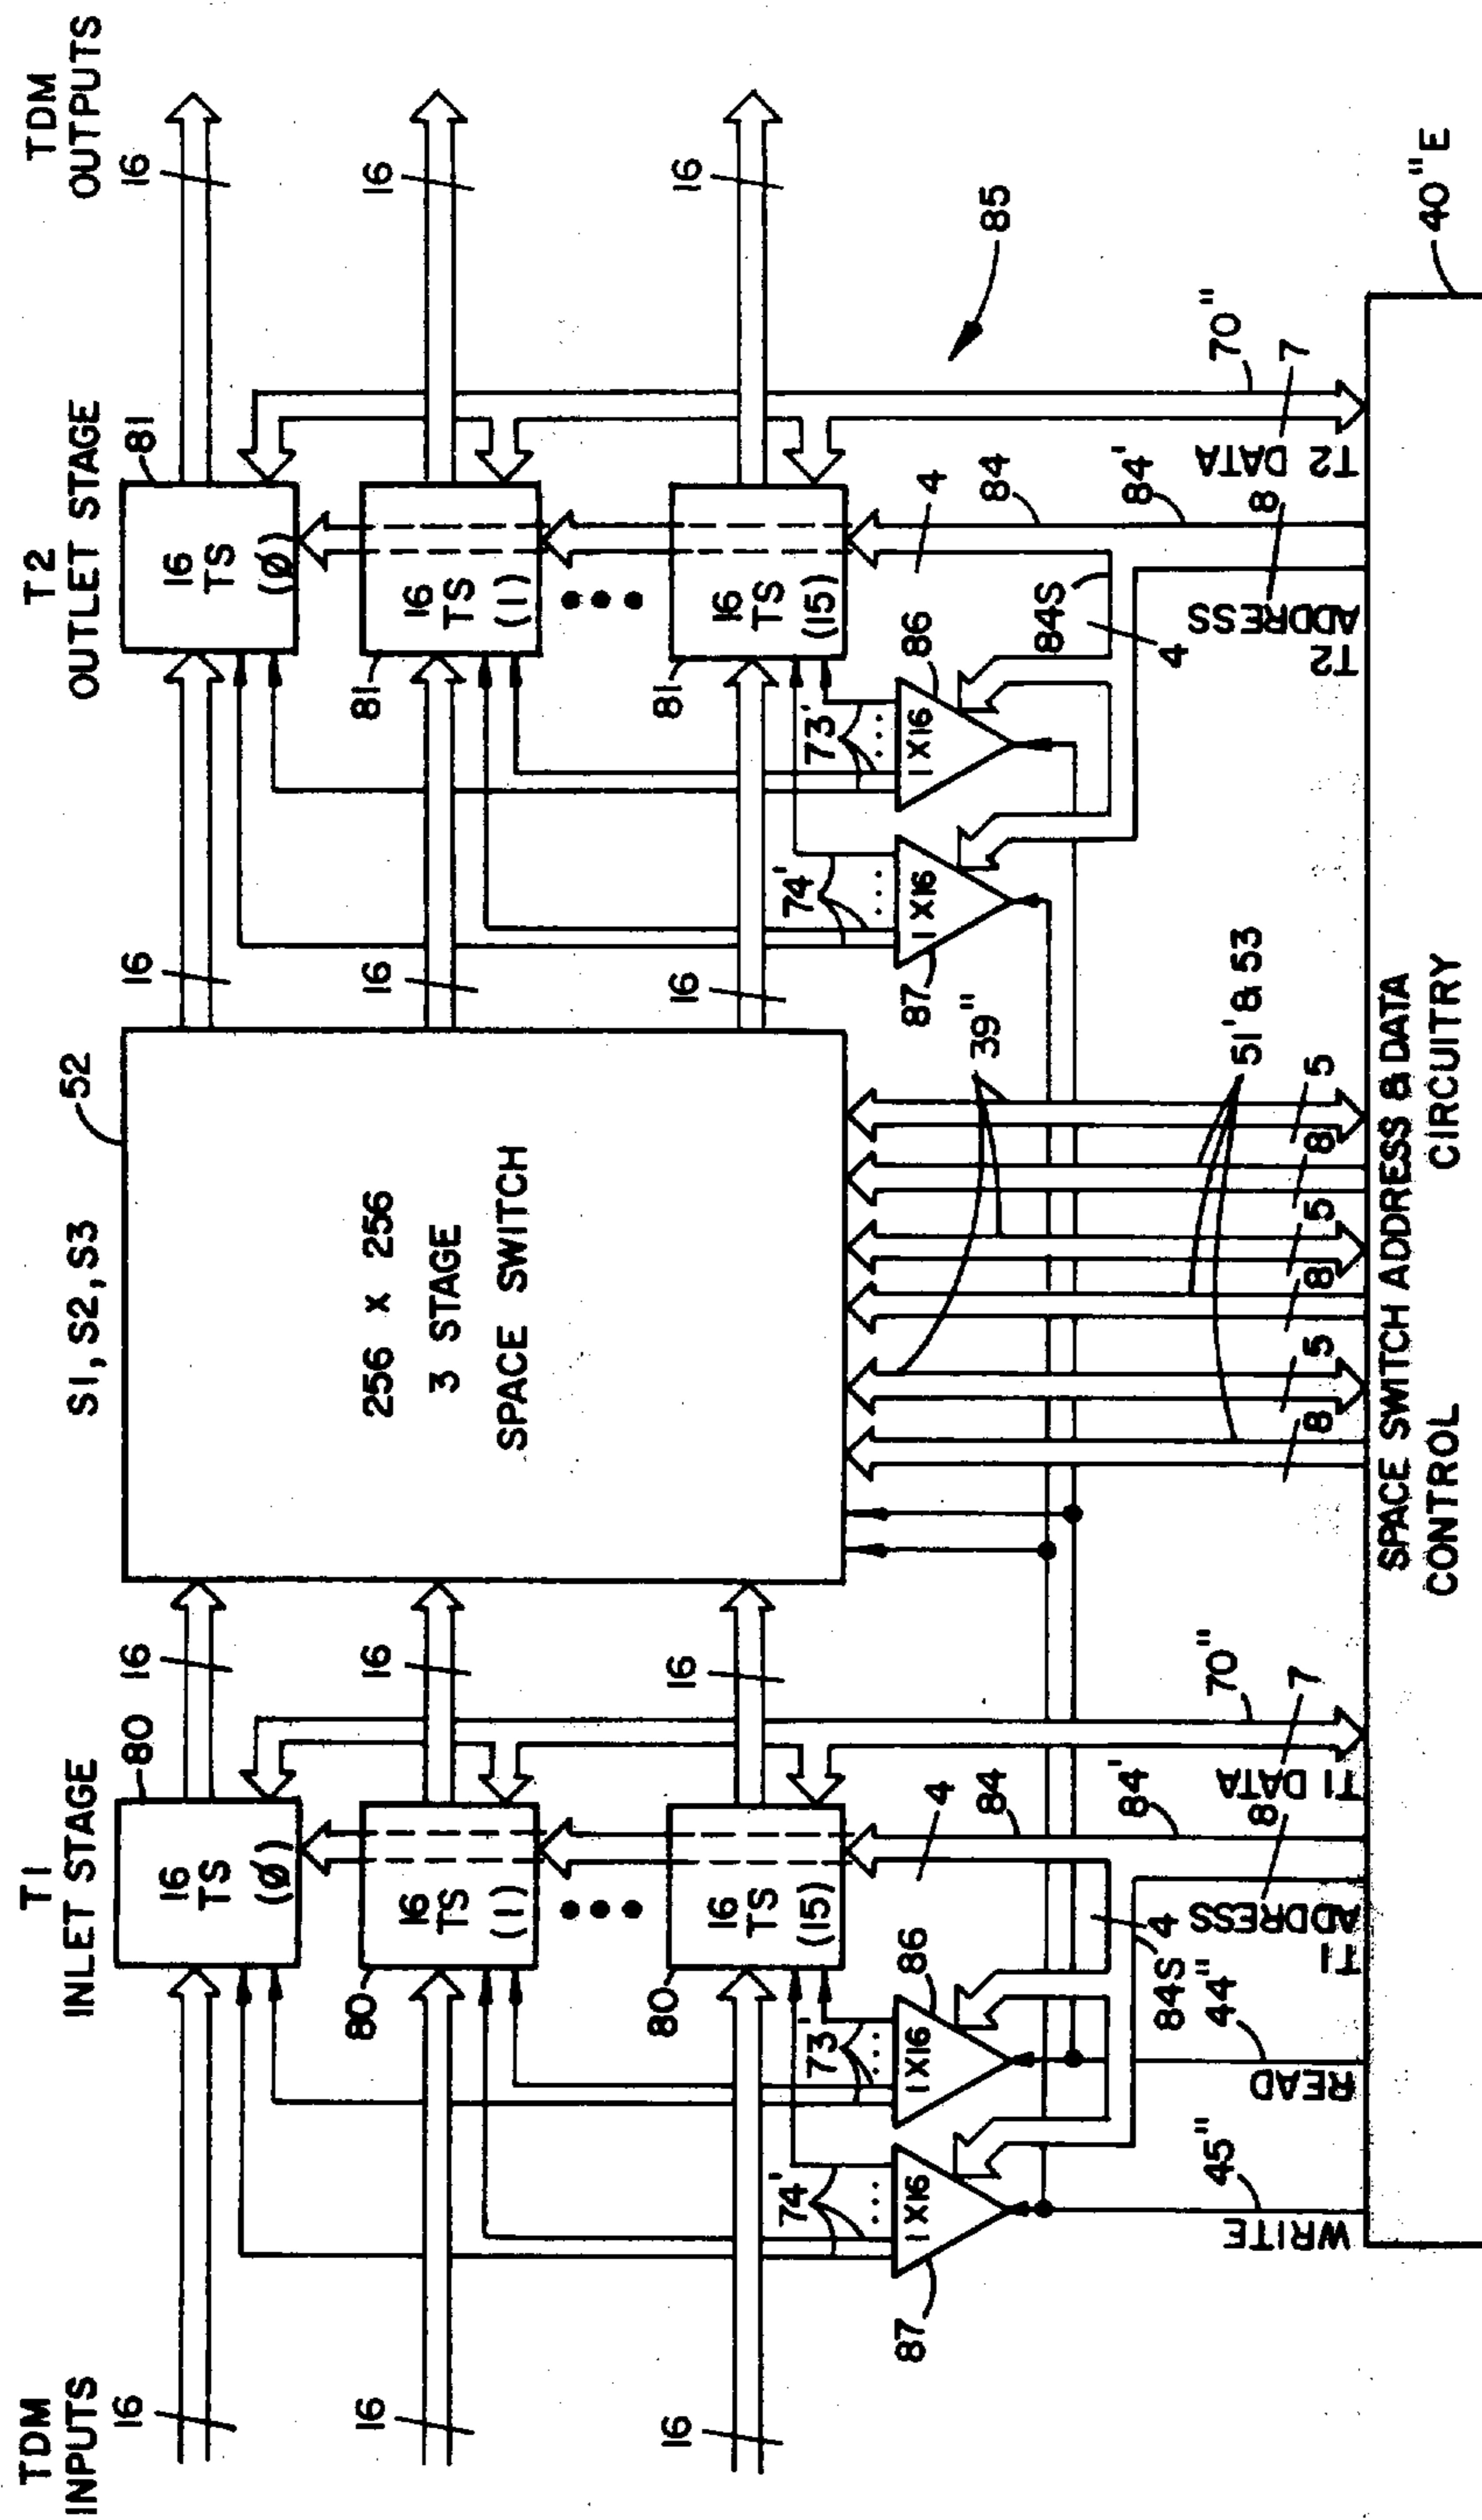 TDM
INPUTS
T1
INLET STAGE
S1, S2, S3
T2
OUTLET STAGE
TDM
OUTPUTS
16
80
16
52
16
81
16
16
TS
(Ø)
16
TS
(Ø)
16
80
16
TS
(1)
16
256 x 256
3 STAGE
SPACE SWITCH
16
81
16
TS
(1)
16
16
80
16
TS
(15)
16
16
81
16
TS
(15)
16
74'
73'
74'
73'
87
1X16
1X16
86
4
84
39"
87
1X16
1X16
86
4
84
85
84S
4
84'
84S
4
84'
45"
44"
70"
51' & 53
70"
WRITE
READ
T1
ADDRESS
8
T1 DATA
7
8
5
8
5
8
5
T2
ADDRESS
8
T2 DATA
7
CONTROL
SPACE SWITCH ADDRESS & DATA
CIRCUITRY
40"E